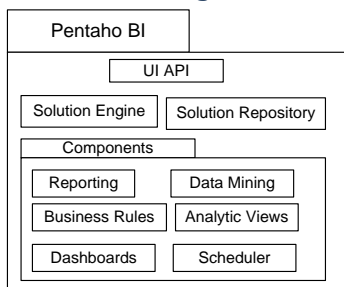 Pentaho BI
UI API
Solution Engine
Solution Repository
Components
Reporting
Data Mining
Business Rules
Analytic Views
Dashboards
Scheduler